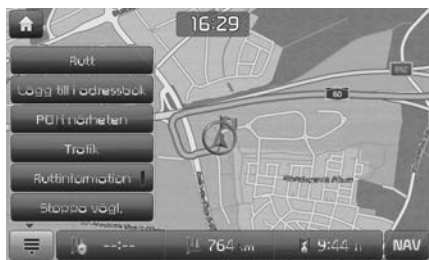 16:29
Rutt
Lägg till i adressbok
POI i närheten
60
Trafik
Ruttinformation
Stoppa vägl.
--:--
764 km
9:44
NAV